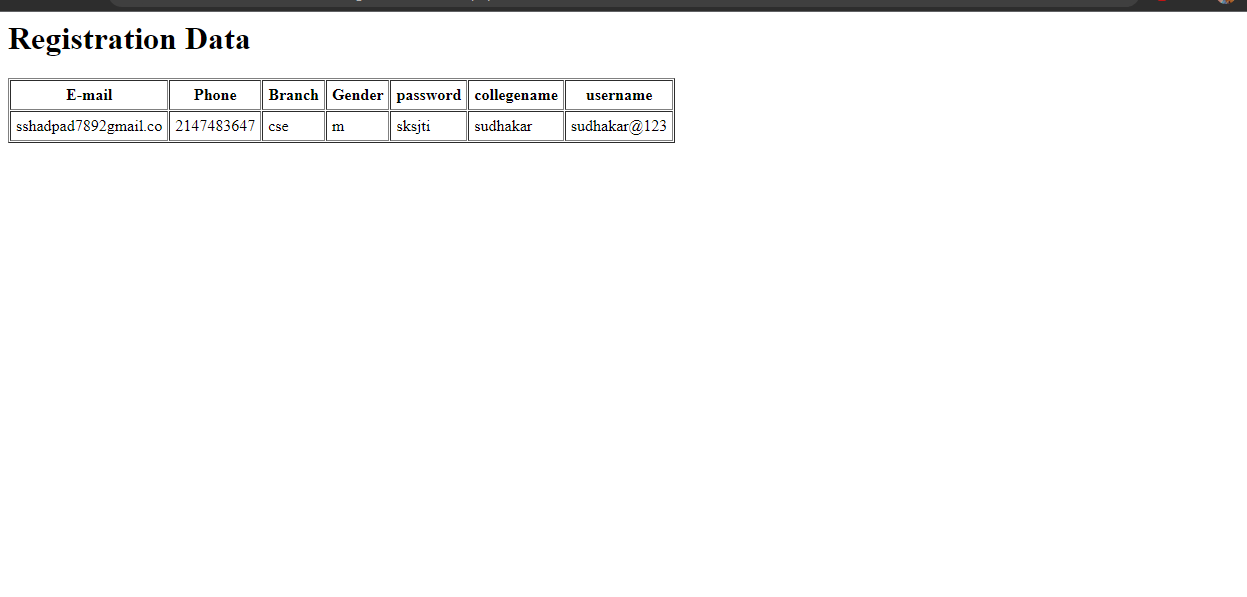 Registration Data
E-mail Phone Branch Gender password collegename username
sshadpad7892gmail.co 2147483647 cse m sksjti sudhakar sudhakar@123